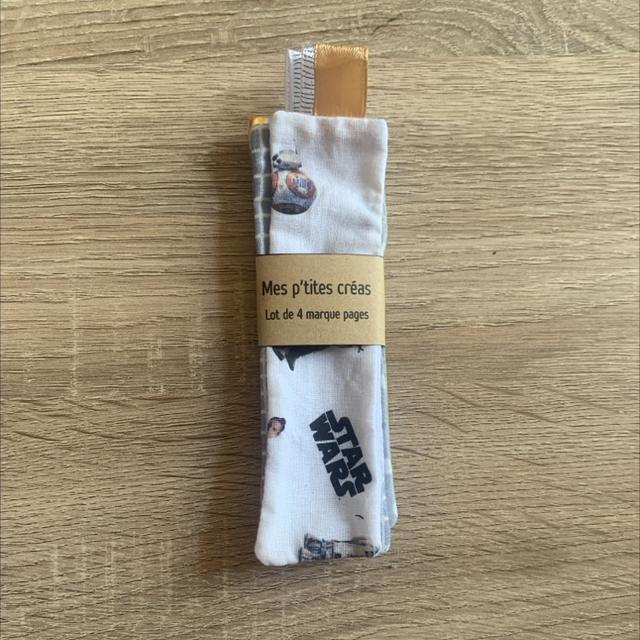 Mes p'tites créas
Lot de 4 marque pages
STAR
WARS